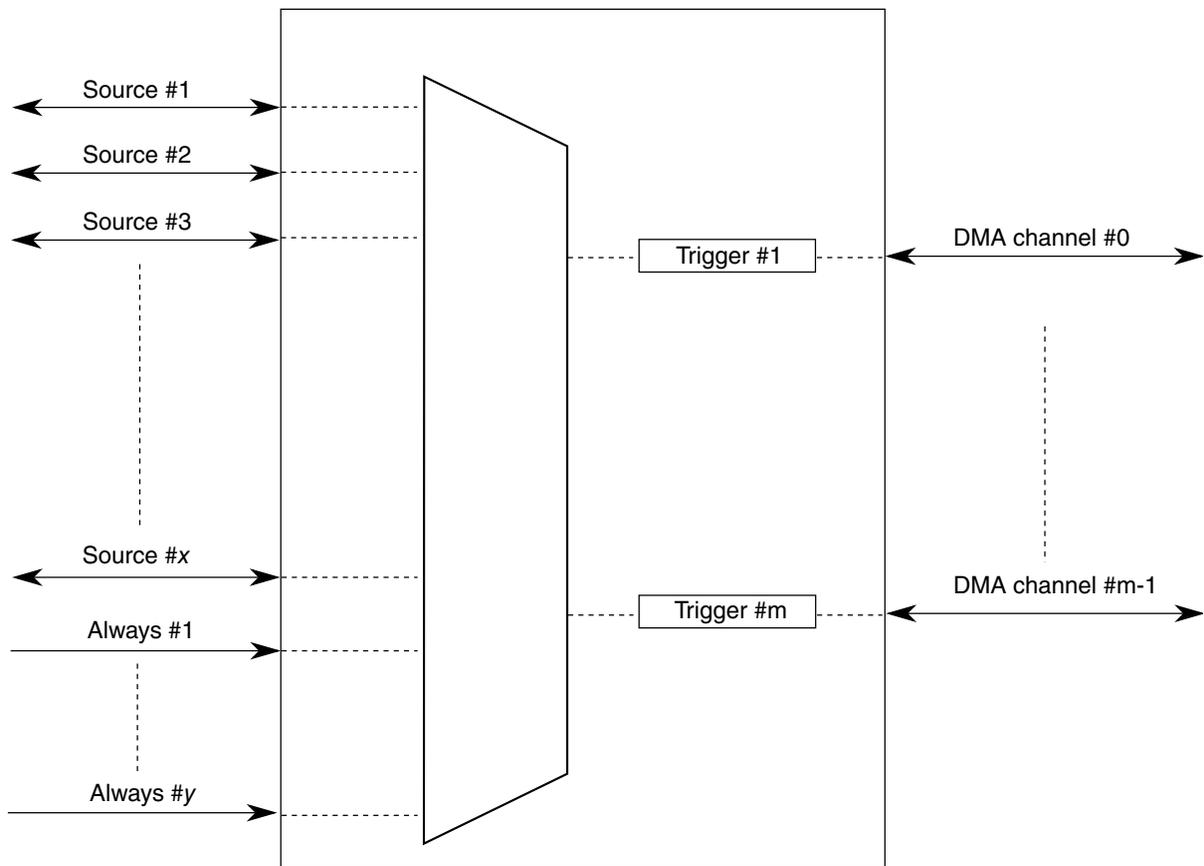 Source #1
Source #2
Source #3
Source #x
Always #1
Always #y
Trigger #1
Trigger #m
DMA channel #0
DMA channel #m-1